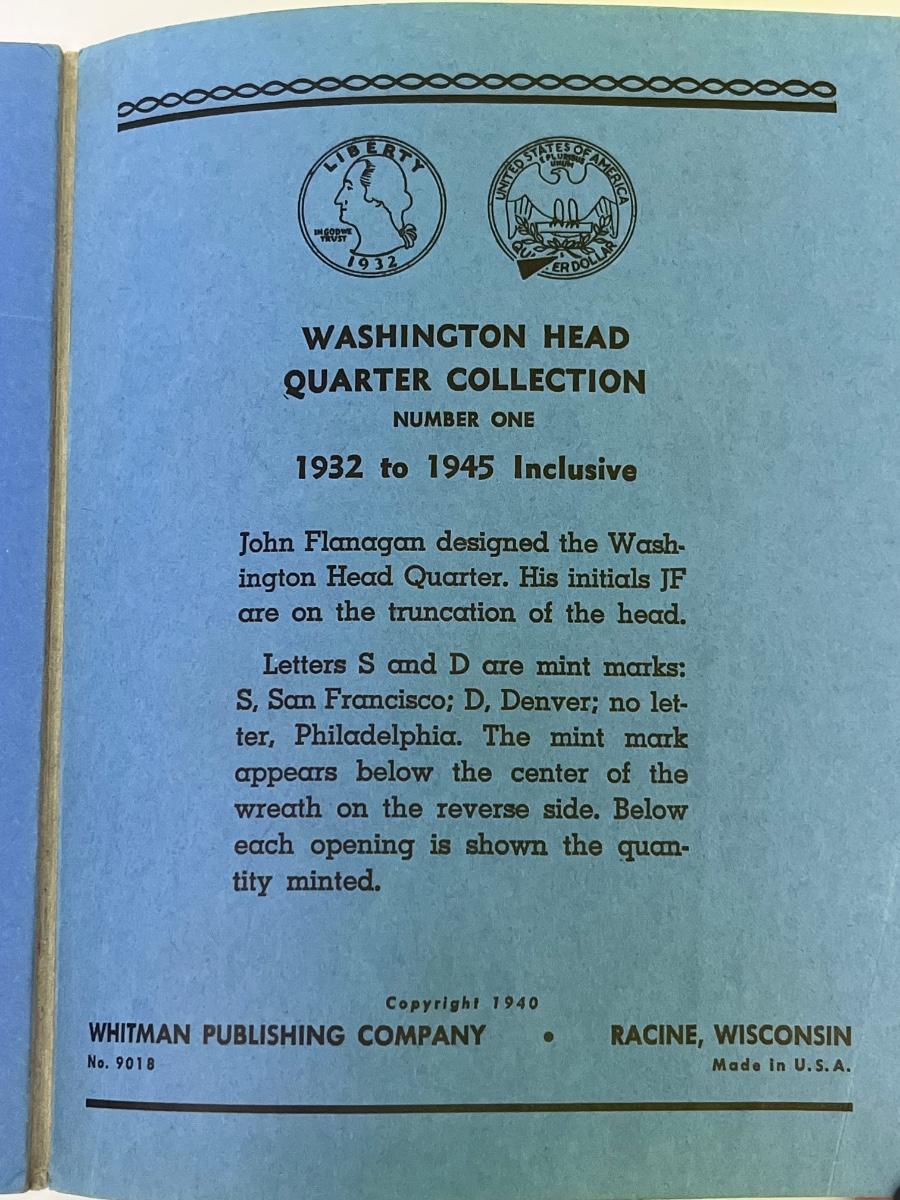 LIBERTY
IN GOD WE
TRUST
1932
UNITED STATES OF AMERICA
E PLURIBUS
UNUM
QU ERDOLLAR
WASHINGTON HEAD
QUARTER COLLECTION
NUMBER ONE
1932 to 1945 Inclusive
John Flanagan designed the Wash-
ington Head Quarter. His initials JF
are on the truncation of the head.
Letters S and D are mint marks:
S, San Francisco; D, Denver; no let-
ter, Philadelphia. The mint mark
appears below the center of the
wreath on the reverse side. Below
each opening is shown the quan-
tity minted.
Copyright 1940
WHITMAN PUBLISHING COMPANY • RACINE, WISCONSIN
No. 9018 Made in U.S.A.